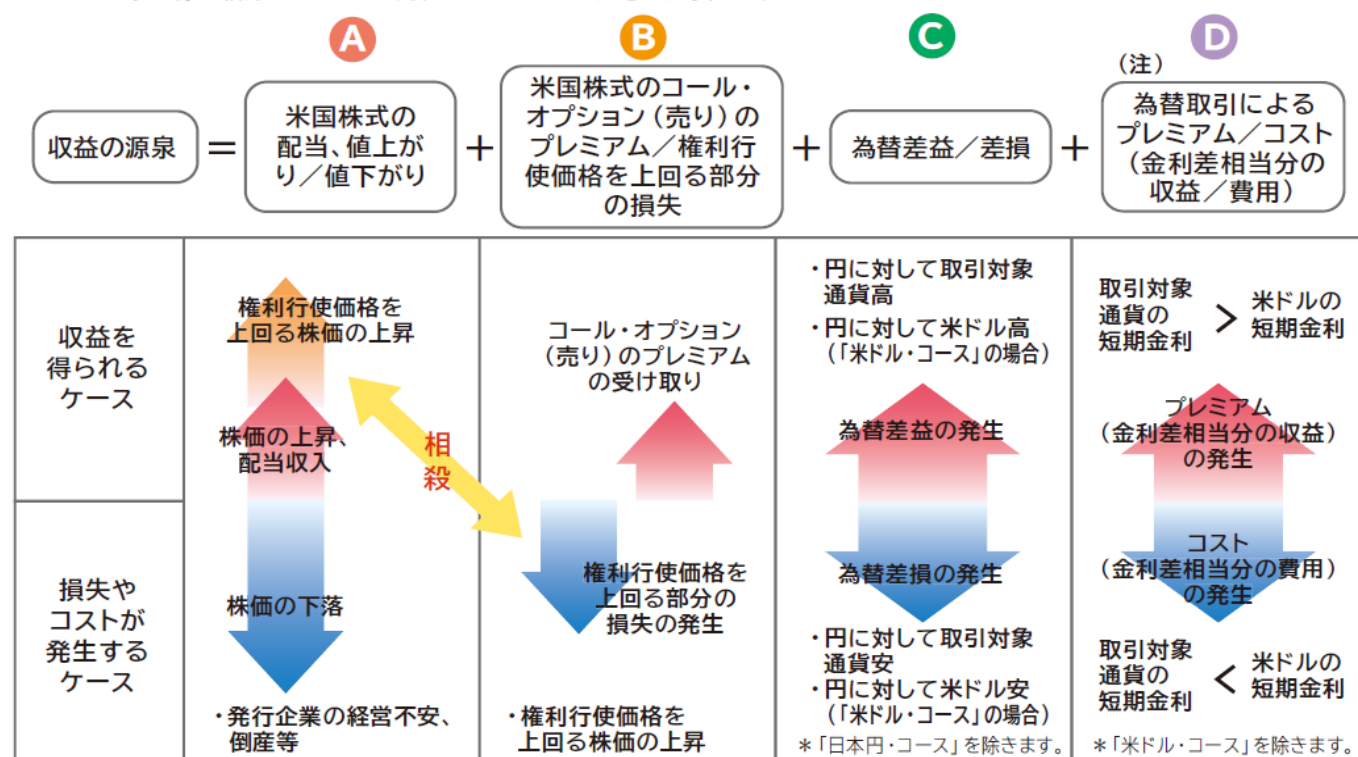 A
B
C
D
(注)
収益の源泉
=
米国株式の
配当、値上が
り／値下がり
+
米国株式のコール・
オプション(売り)の
プレミアム／権利行
使価格を上回る部分
の損失
+
為替差益／差損
+
為替取引による
プレミアム／コスト
(金利差相当分の
収益／費用)
収益を
得られる
ケース
権利行使価格を
上回る株価の上昇
株価の上昇、
配当収入
相
殺
コール・オプション
(売り)のプレミアム
の受け取り
・円に対して取引対象
通貨高
・円に対して米ドル高
(「米ドル・コース」の場合)
為替差益の発生
取引対象
通貨の
短期金利
>
米ドルの
短期金利
プレミアム
(金利差相当分の収益)
の発生
損失や
コストが
発生する
ケース
株価の下落
・発行企業の経営不安、
倒産等
権利行使価格を
上回る部分の
損失の発生
・権利行使価格を
上回る株価の上昇
為替差損の発生
・円に対して取引対象
通貨安
・円に対して米ドル安
(「米ドル・コース」の場合)
＊「日本円・コース」を除きます。
コスト
(金利差相当分の費用)
の発生
取引対象
通貨の
短期金利
<
米ドルの
短期金利
＊「米ドル・コース」を除きます。